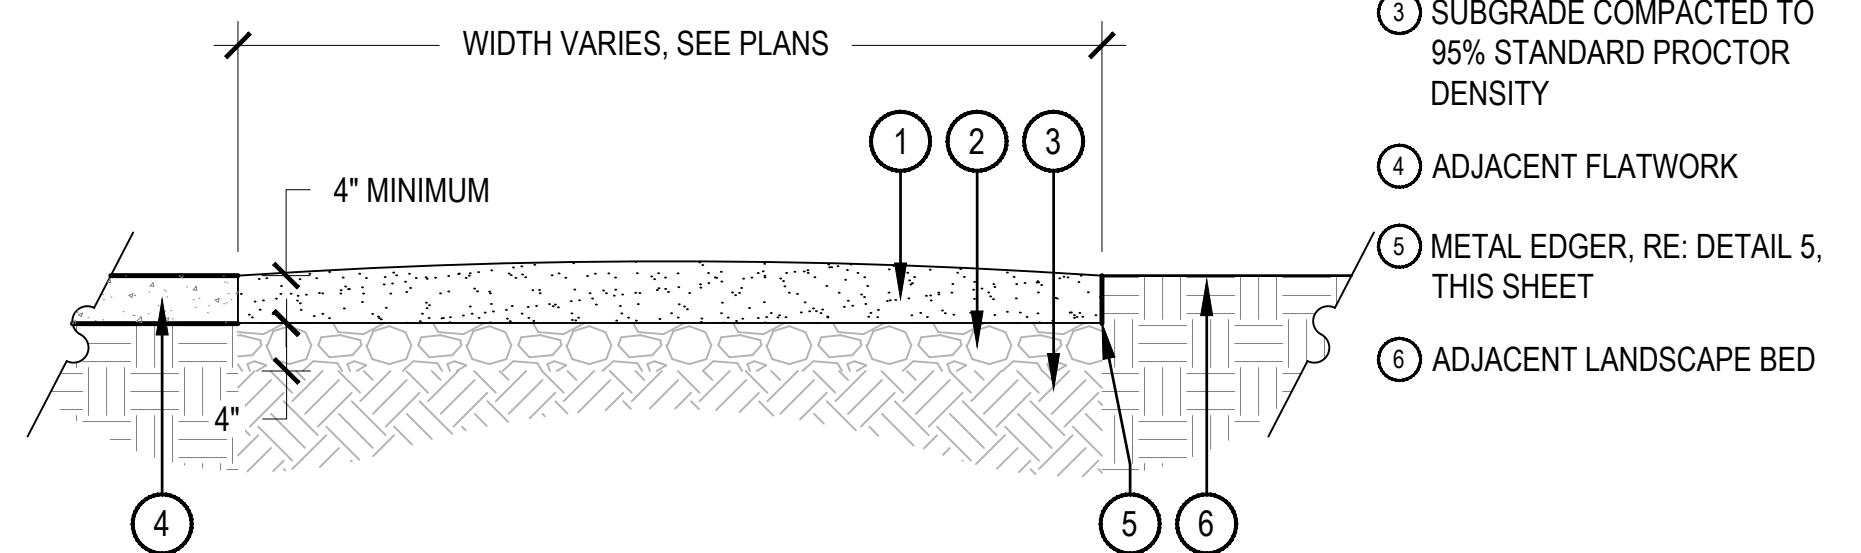 WIDTH VARIES, SEE PLANS
4" MINIMUM
1
2
3
4"
4
5
6
3 SUBGRADE COMPACTED TO
95% STANDARD PROCTOR
DENSITY
4 ADJACENT FLATWORK
5 METAL EDGER, RE: DETAIL 5,
THIS SHEET
6 ADJACENT LANDSCAPE BED